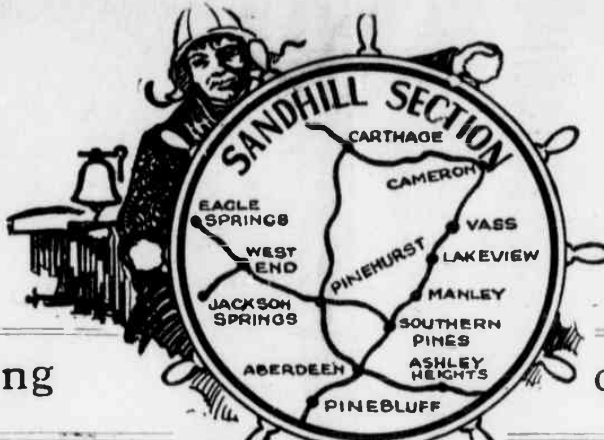 SANDHILL SECTION
CARTHAGE
CAMERON
EAGLE
SPRINGS
VASS
WEST
END
PINEHURST
LAKEVIEW
JACKSON
SPRINGS
MANLEY
SOUTHERN
PINES
ABERDEEN
ASHLEY
HEIGHTS
PINEBLUFF
ng